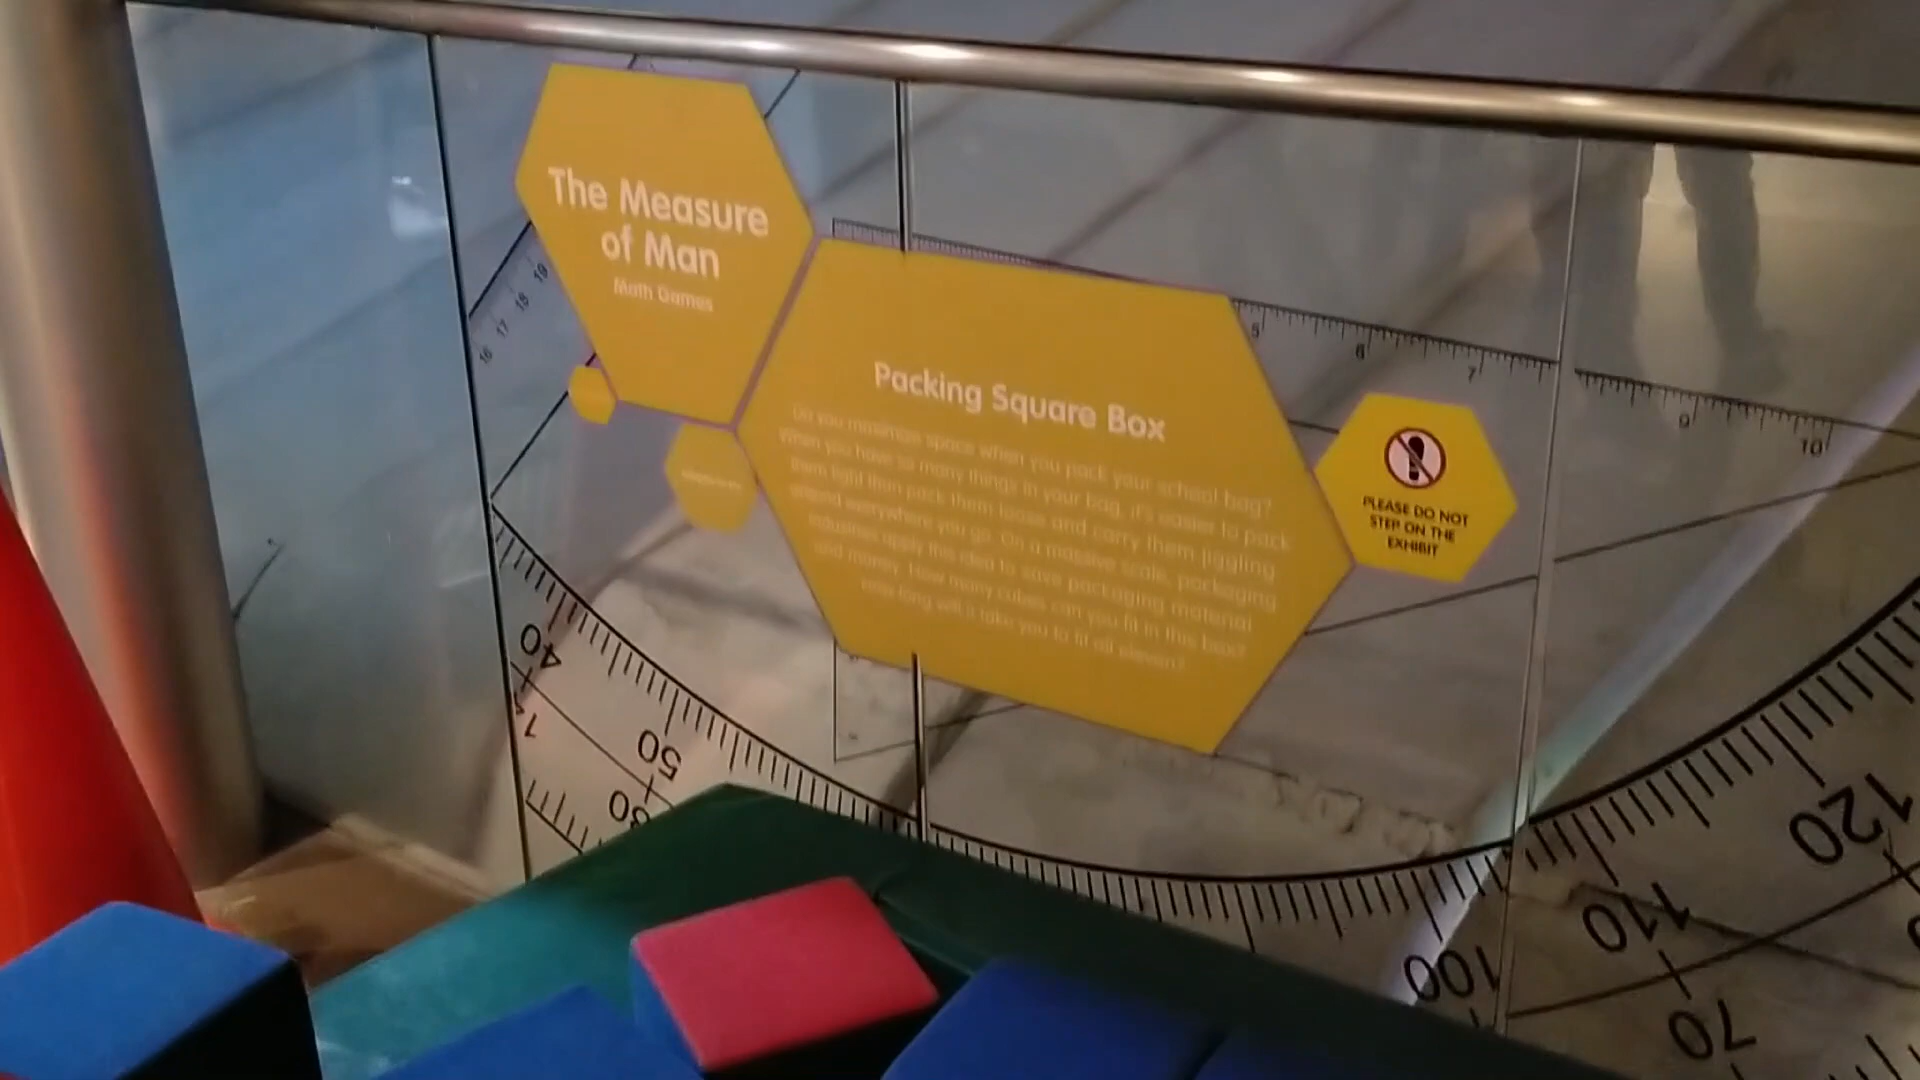 The Measure
of Man
Math Games
Packing Square Box
Do you maximize space when you pack your school bag?
When you have so many things in your bag, it's easier to pack
them tight than pack them loose and carry them jiggling
around everywhere you go. On a massive scale, packaging
industries apply this idea to save packaging material
and money. How many cubes can you fit in this box?
How long will it take you to fit all eleven?
PLEASE DO NOT
STEP ON THE
EXHIBIT
16 17 18 19
5 6 7 9 10
40
50
14
120
110
100
70